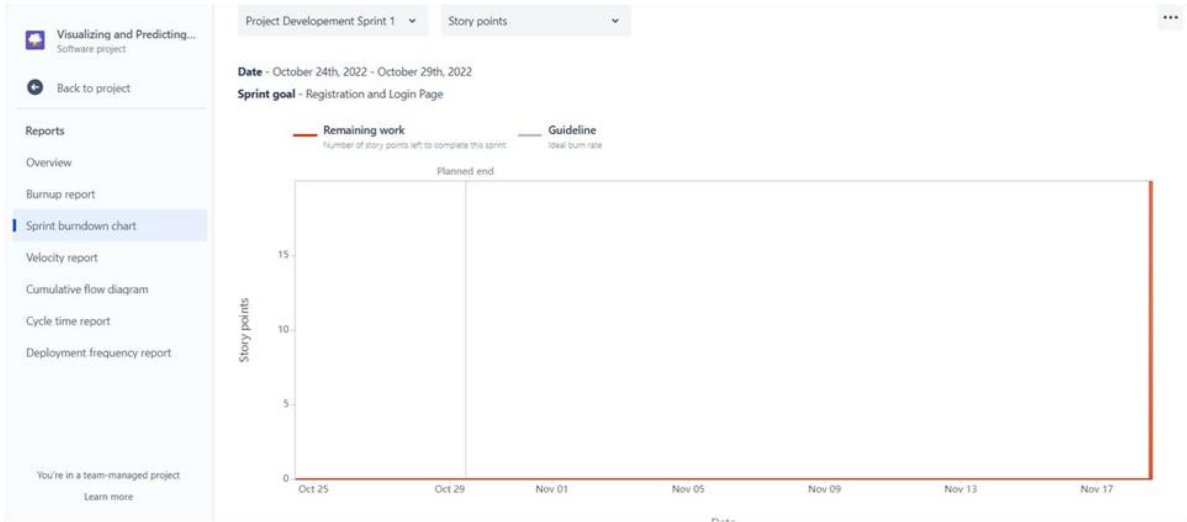 Visualizing and Predicting...
Software project
Back to project
Reports
Overview
Burnup report
Sprint burndown chart
Velocity report
Cumulative flow diagram
Cycle time report
Deployment frequency report
You're in a team-managed project
Learn more
Project Developement Sprint 1
Story points
Date - October 24th, 2022 - October 29th, 2022
Sprint goal - Registration and Login Page
Remaining work
Number of story points left to complete this sprint
Guideline
Ideal burn rate
Planned end
Story points
15
10
5
0
Oct 25 Oct 29 Nov 01 Nov 05 Nov 09 Nov 13 Nov 17